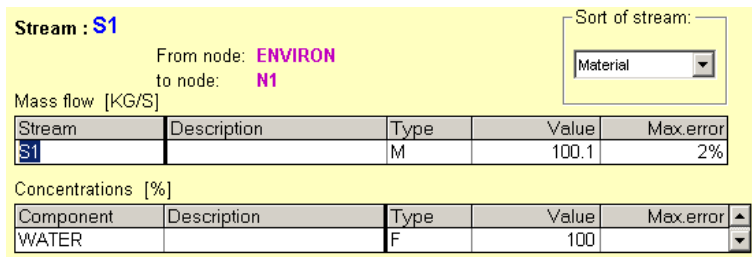 Stream : S1
Sort of stream:
From node: ENVIRON
Material
to node: N1
Mass flow [KG/S]
Stream Description Type Value Max.error
S1 M 100.1 2%
Concentrations [%]
Component Description Type Value Max.error
WATER F 100